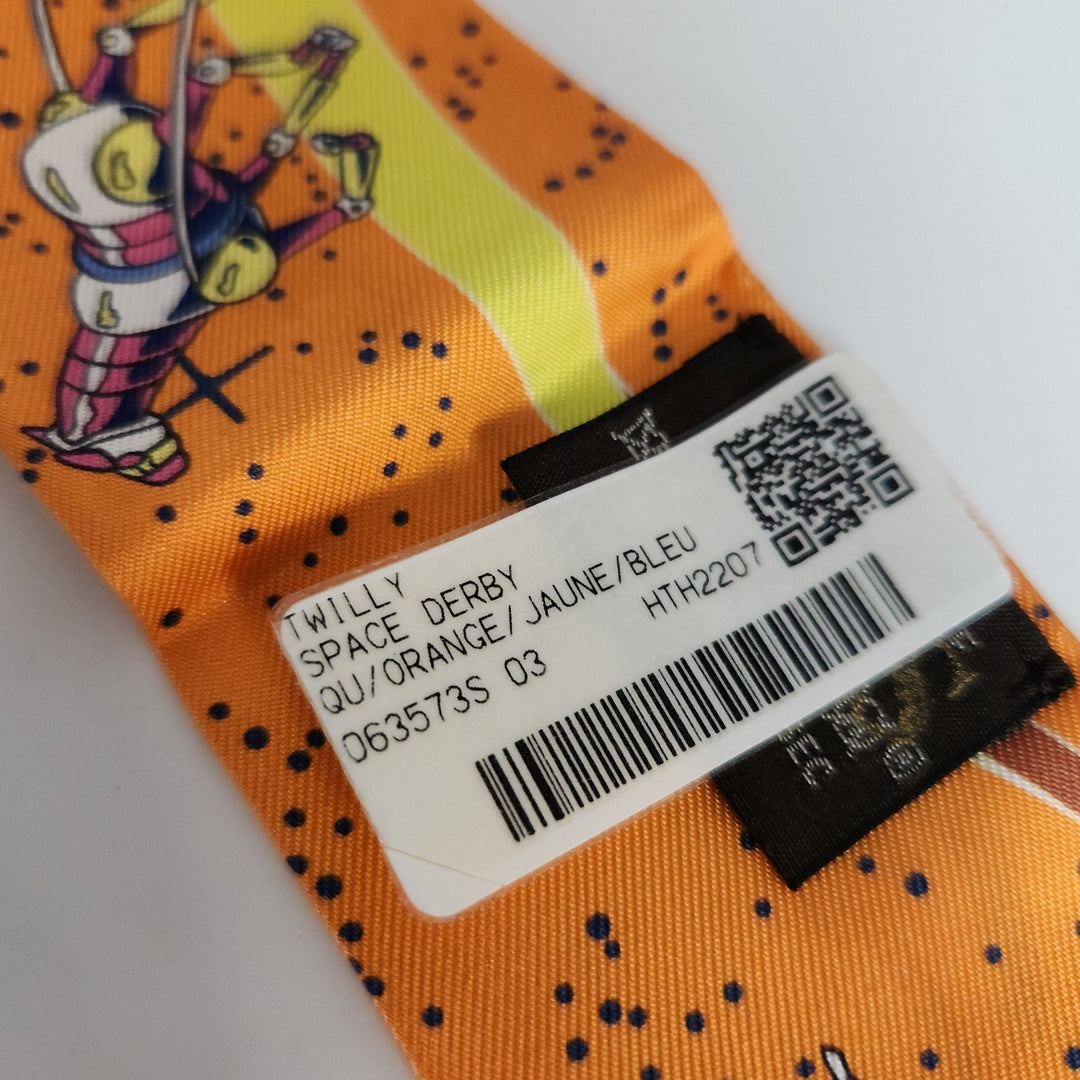 TWILLY
SPACE DERBY
QU/ORANGE/JAUNE/BLEU
HTH2207
063573S 03